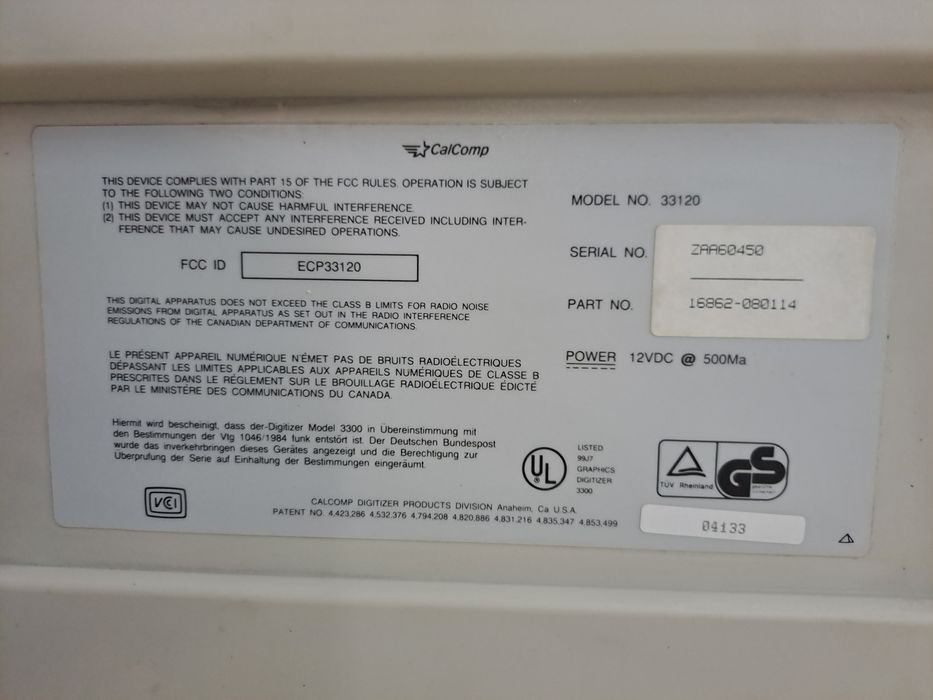 CalComp
THIS DEVICE COMPLIES WITH PART 15 OF THE FCC RULES. OPERATION IS SUBJECT
TO THE FOLLOWING TWO CONDITIONS:
(1) THIS DEVICE MAY NOT CAUSE HARMFUL INTERFERENCE.
(2) THIS DEVICE MUST ACCEPT ANY INTERFERENCE RECEIVED INCLUDING INTER-
FERENCE THAT MAY CAUSE UNDESIRED OPERATIONS.
FCC ID ECP33120
THIS DIGITAL APPARATUS DOES NOT EXCEED THE CLASS B LIMITS FOR RADIO NOISE
EMISSIONS FROM DIGITAL APPARATUS AS SET OUT IN THE RADIO INTERFERENCE
REGULATIONS OF THE CANADIAN DEPARTMENT OF COMMUNICATIONS.
LE PRÉSENT APPAREIL NUMÉRIQUE N'ÉMET PAS DE BRUITS RADIOÉLECTRIQUES
DÉPASSANT LES LIMITES APPLICABLES AUX APPAREILS NUMÉRIQUES DE CLASSE B
PRESCRITES DANS LE RÉGLEMENT SUR LE BROUILLAGE RADIOÉLECTRIQUE ÉDICTÉ
PAR LE MINISTÉRE DES COMMUNICATIONS DU CANADA.
Hiermit wird bescheinigt, dass der-Digitizer Model 3300 in Übereinstimmung mit
den Bestimmungen der Vtg 1046/1984 funk entstört ist. Der Deutschen Bundespost
wurde das inverkehrbringen dieses Gerätes angezeigt und die Berechtigung zur
Überprufung der Serie auf Einhaltung der Bestimmungen eingeräumt.
MODEL NO. 33120
SERIAL NO. ZAA60450
PART NO. 16862-080114
POWER 12VDC @ 500Ma
UL
LISTED
99J7
GRAPHICS
DIGITIZER
3300
TÜV Rheinland
GS
VCI
CALCOMP DIGITIZER PRODUCTS DIVISION Anaheim, Ca U.S.A.
PATENT NO. 4,423,286 4,532,376 4,794,208 4,820,886 4,831,216 4,835,347 4,853,499
04133